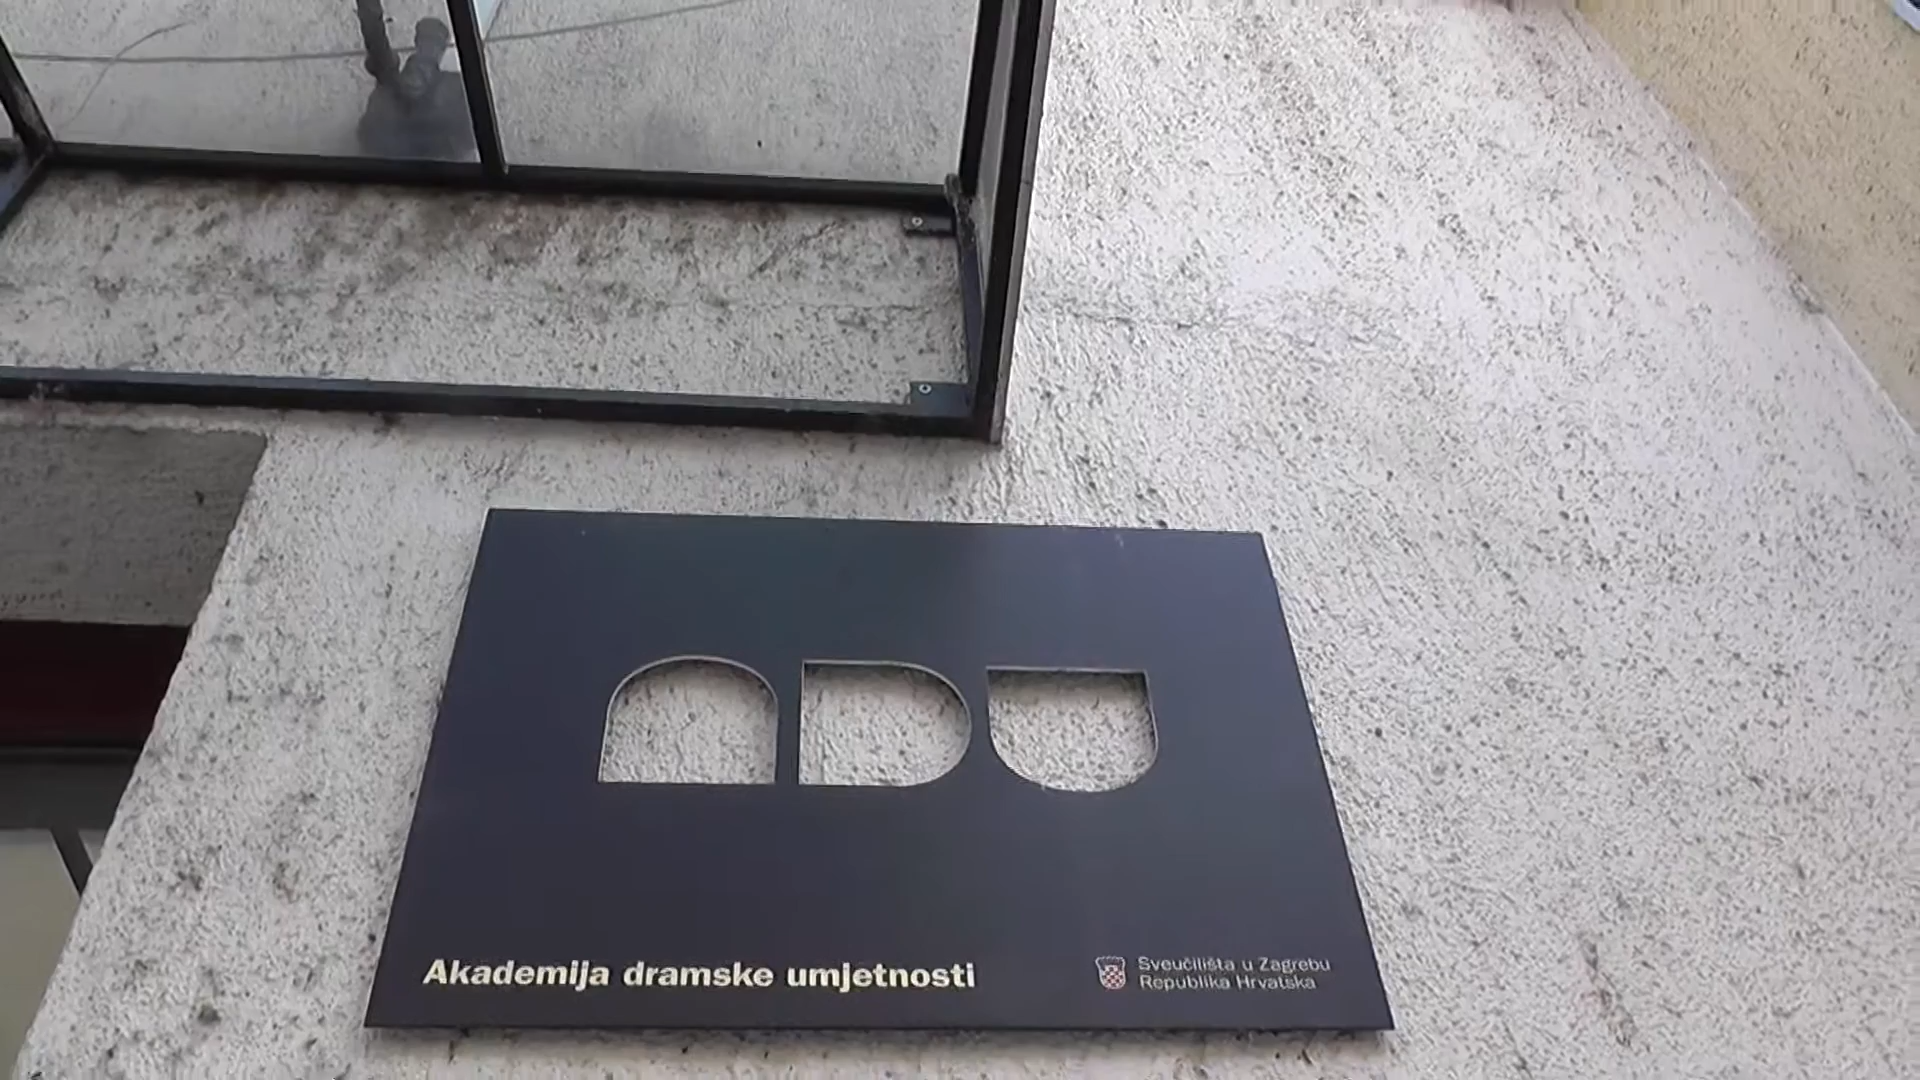 ADU
Akademija dramske umjetnosti
Sveučilišta u Zagrebu
Republika Hrvatska